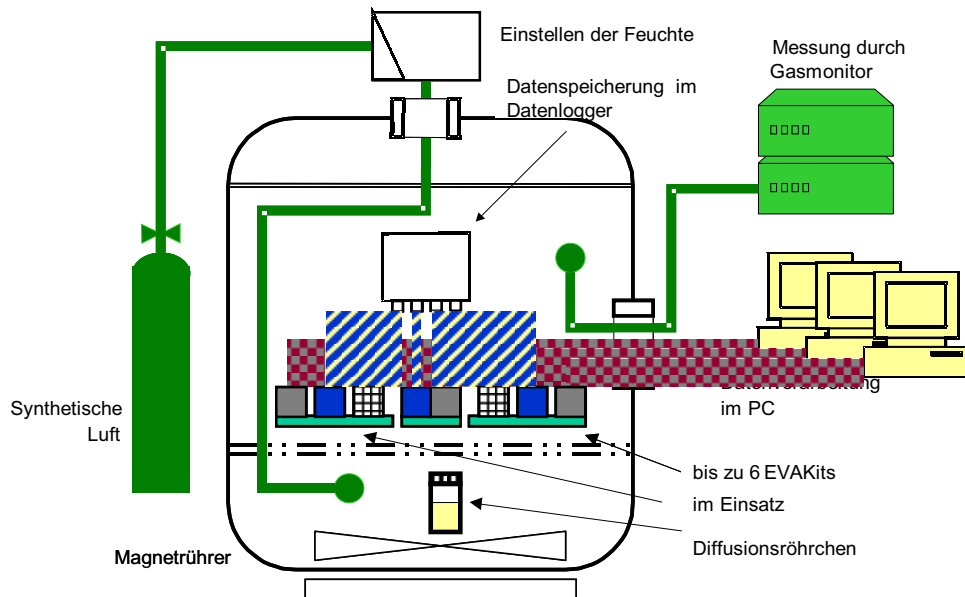 Einstellen der Feuchte
Messung durch
Gasmonitor
Datenspeicherung im
Datenlogger
Synthetische
Luft
Datenverarbeitung
im PC
bis zu 6 EVAKits
im Einsatz
Diffusionsröhrchen
Magnetrührer